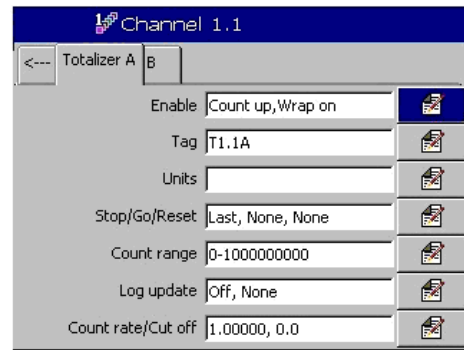 Channel 1.1
<--- Totalizer A B
Enable Count up,Wrap on
Tag T1.1A
Units
Stop/Go/Reset Last, None, None
Count range 0-1000000000
Log update Off, None
Count rate/Cut off 1.00000, 0.0